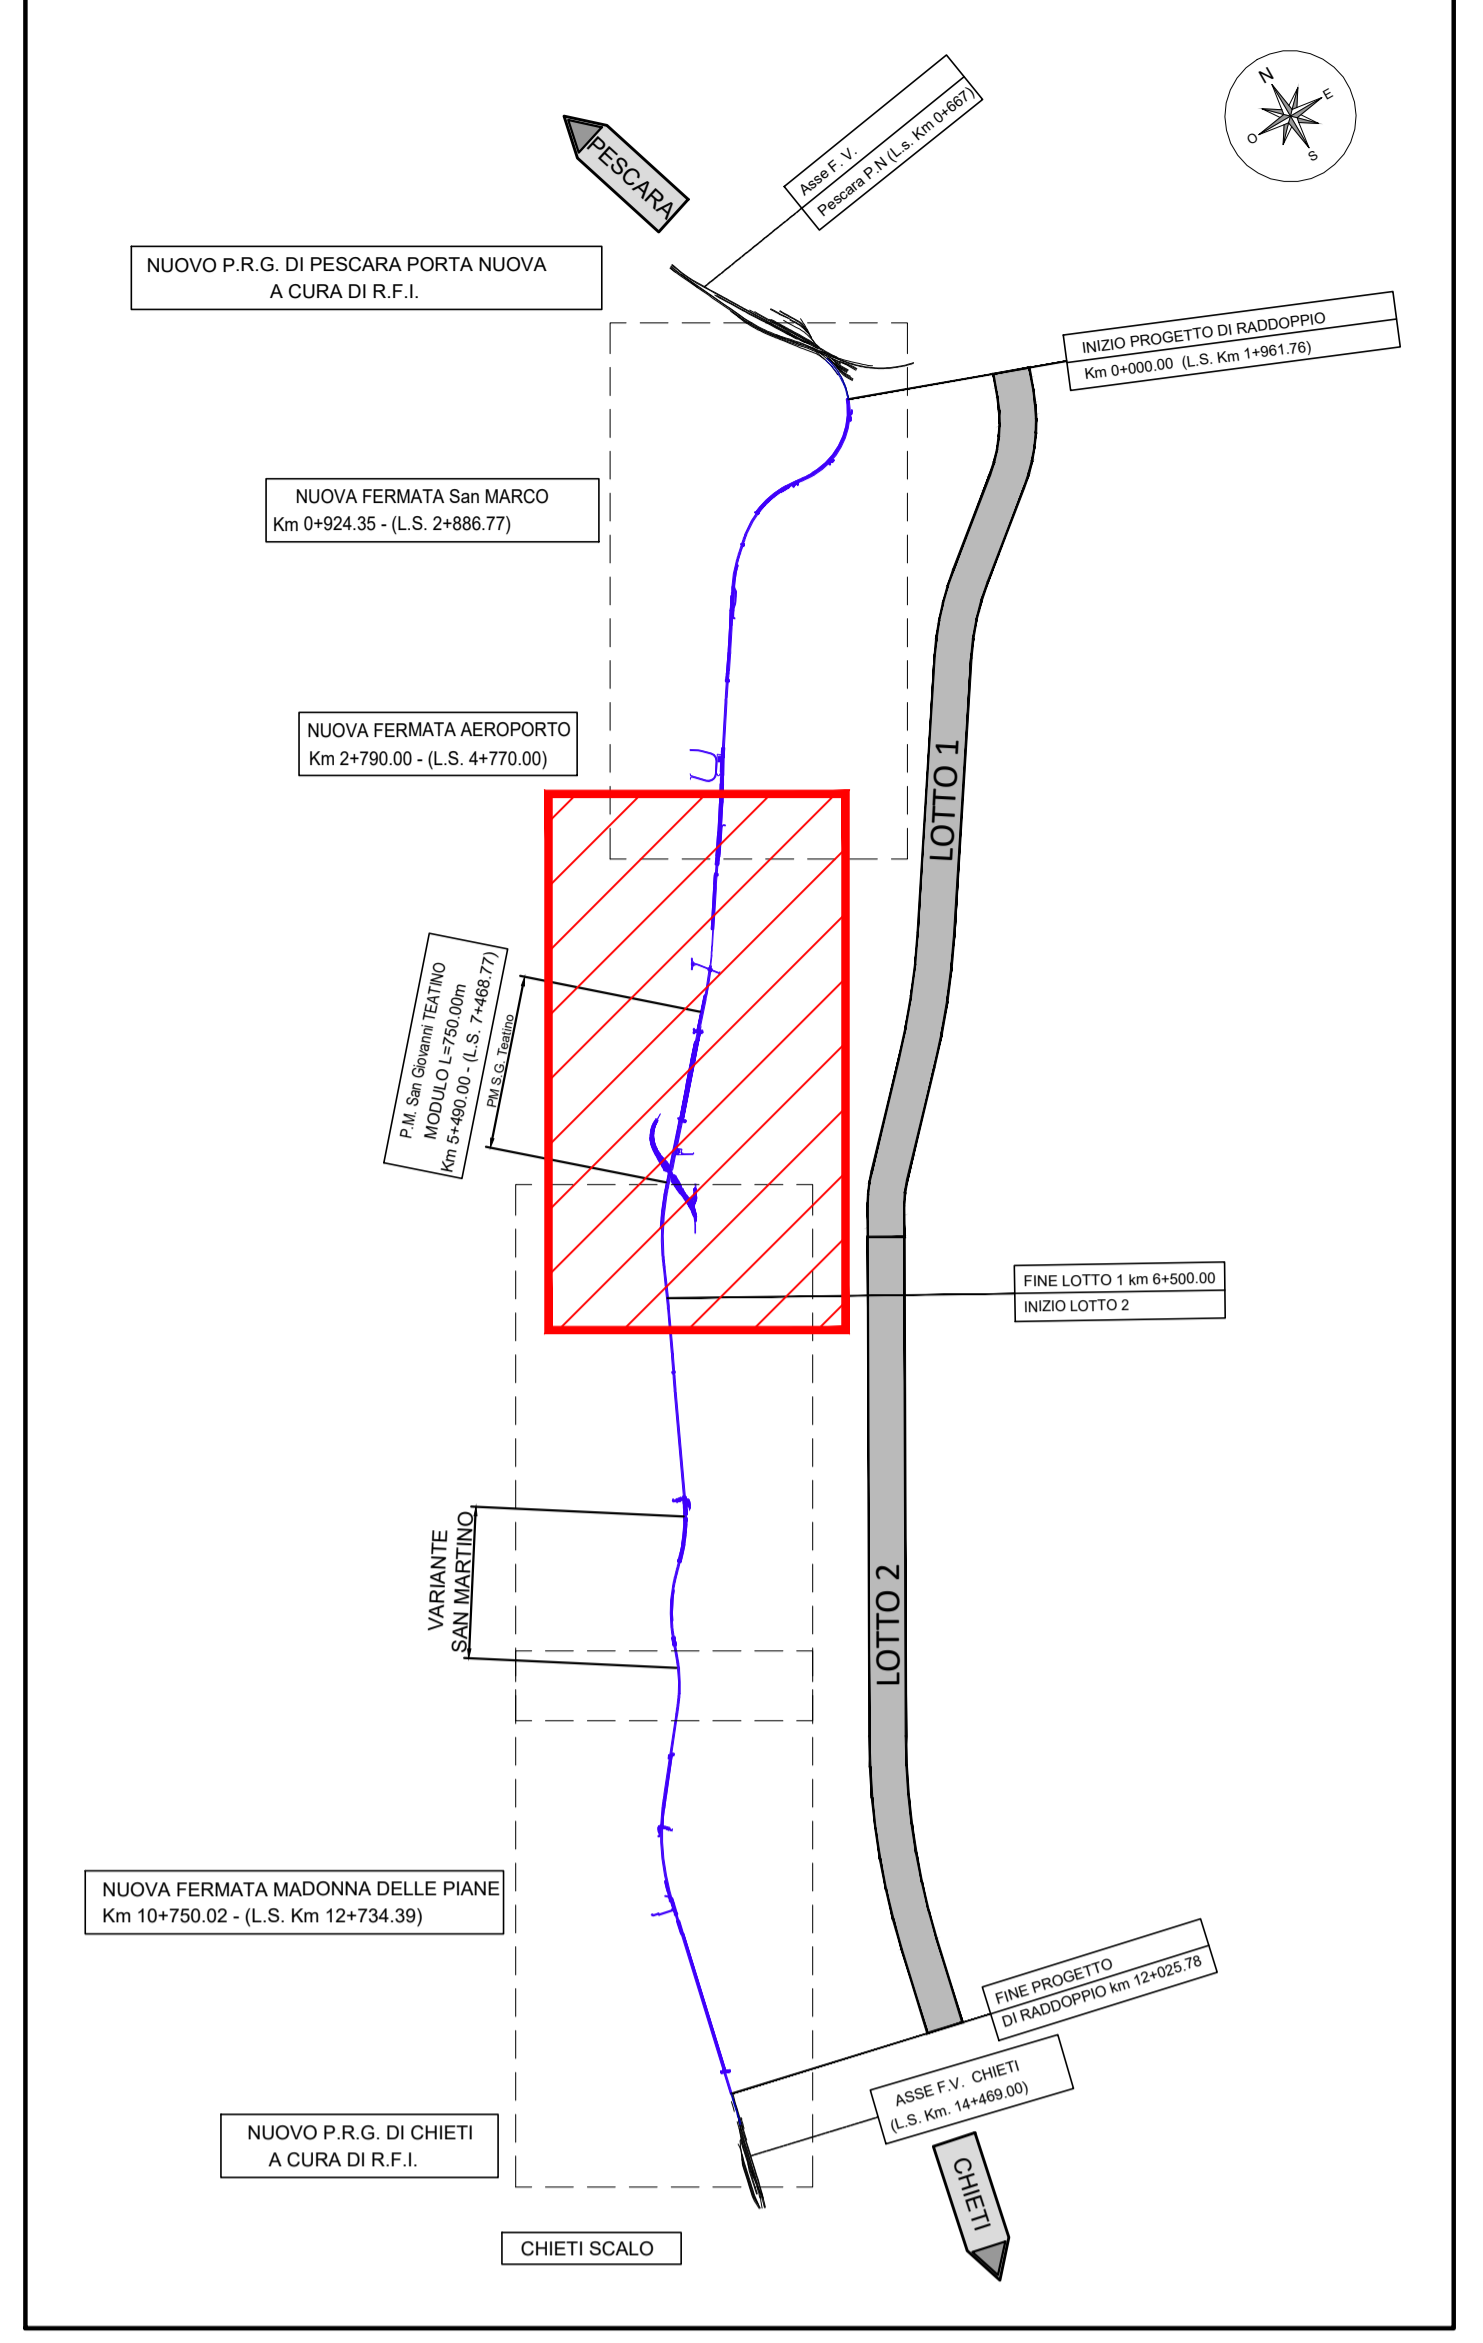 N
E
O
S
Asse F. V.
Pescara P.N (L.s. Km 0+667)
PESCARA
NUOVO P.R.G. DI PESCARA PORTA NUOVA
A CURA DI R.F.I.
INIZIO PROGETTO DI RADDOPPIO
Km 0+000.00 (L.S. Km 1+961.76)
NUOVA FERMATA San MARCO
Km 0+924.35 - (L.S. 2+886.77)
NUOVA FERMATA AEROPORTO
Km 2+790.00 - (L.S. 4+770.00)
LOTTO 1
P.M. San Giovanni TEATINO
MODULO L=750.00m
Km 5+490.00 - (L.S. 7+468.77)
PM S.G. Teatino
FINE LOTTO 1 km 6+500.00
INIZIO LOTTO 2
VARIANTE
SAN MARTINO
LOTTO 2
NUOVA FERMATA MADONNA DELLE PIANE
Km 10+750.02 - (L.S. Km 12+734.39)
FINE PROGETTO
DI RADDOPPIO km 12+025.78
ASSE F.V. CHIETI
(L.S. Km. 14+469.00)
NUOVO P.R.G. DI CHIETI
A CURA DI R.F.I.
CHIETI
CHIETI SCALO